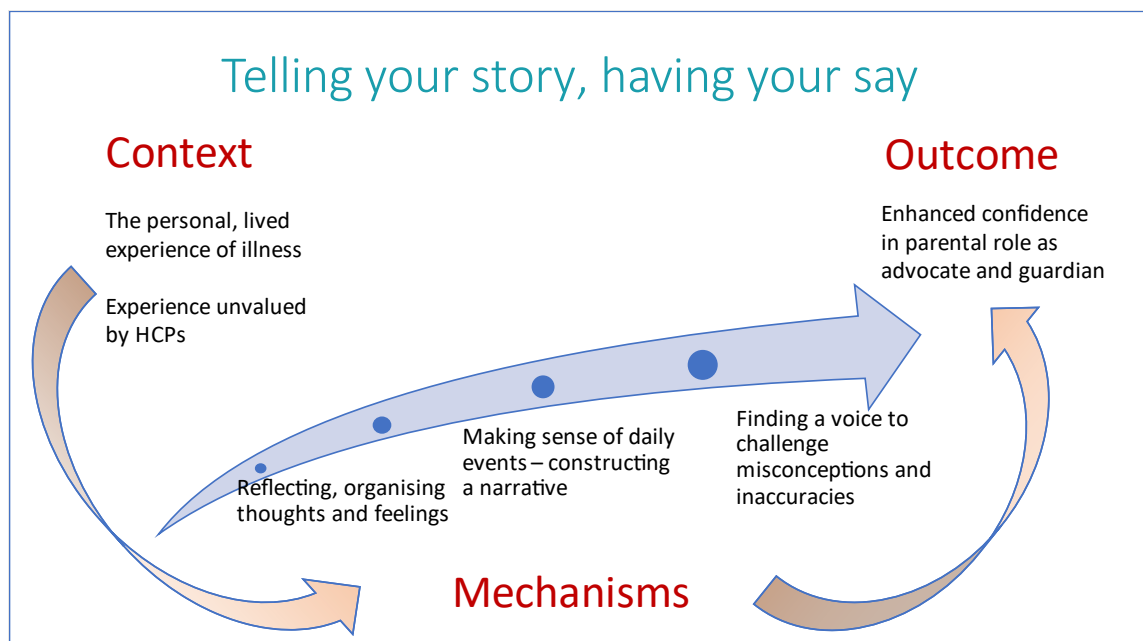 Telling your story, having your say
Context
The personal, lived
experience of illness
Experience unvalued
by HCPs
Outcome
Enhanced confidence
in parental role as
advocate and guardian
Reflecting, organising
thoughts and feelings
Making sense of daily
events – constructing
a narrative
Finding a voice to
challenge
misconceptions and
inaccuracies
Mechanisms